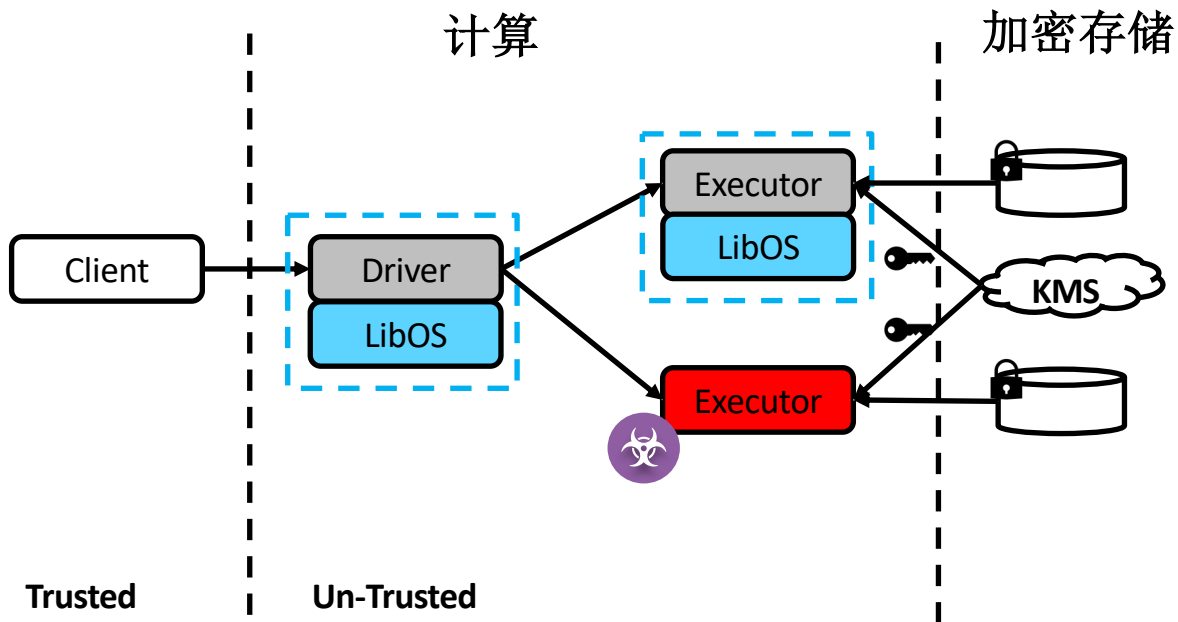 计算
加密存储
Executor
LibOS
Client
Driver
LibOS
KMS
Executor
Trusted
Un-Trusted